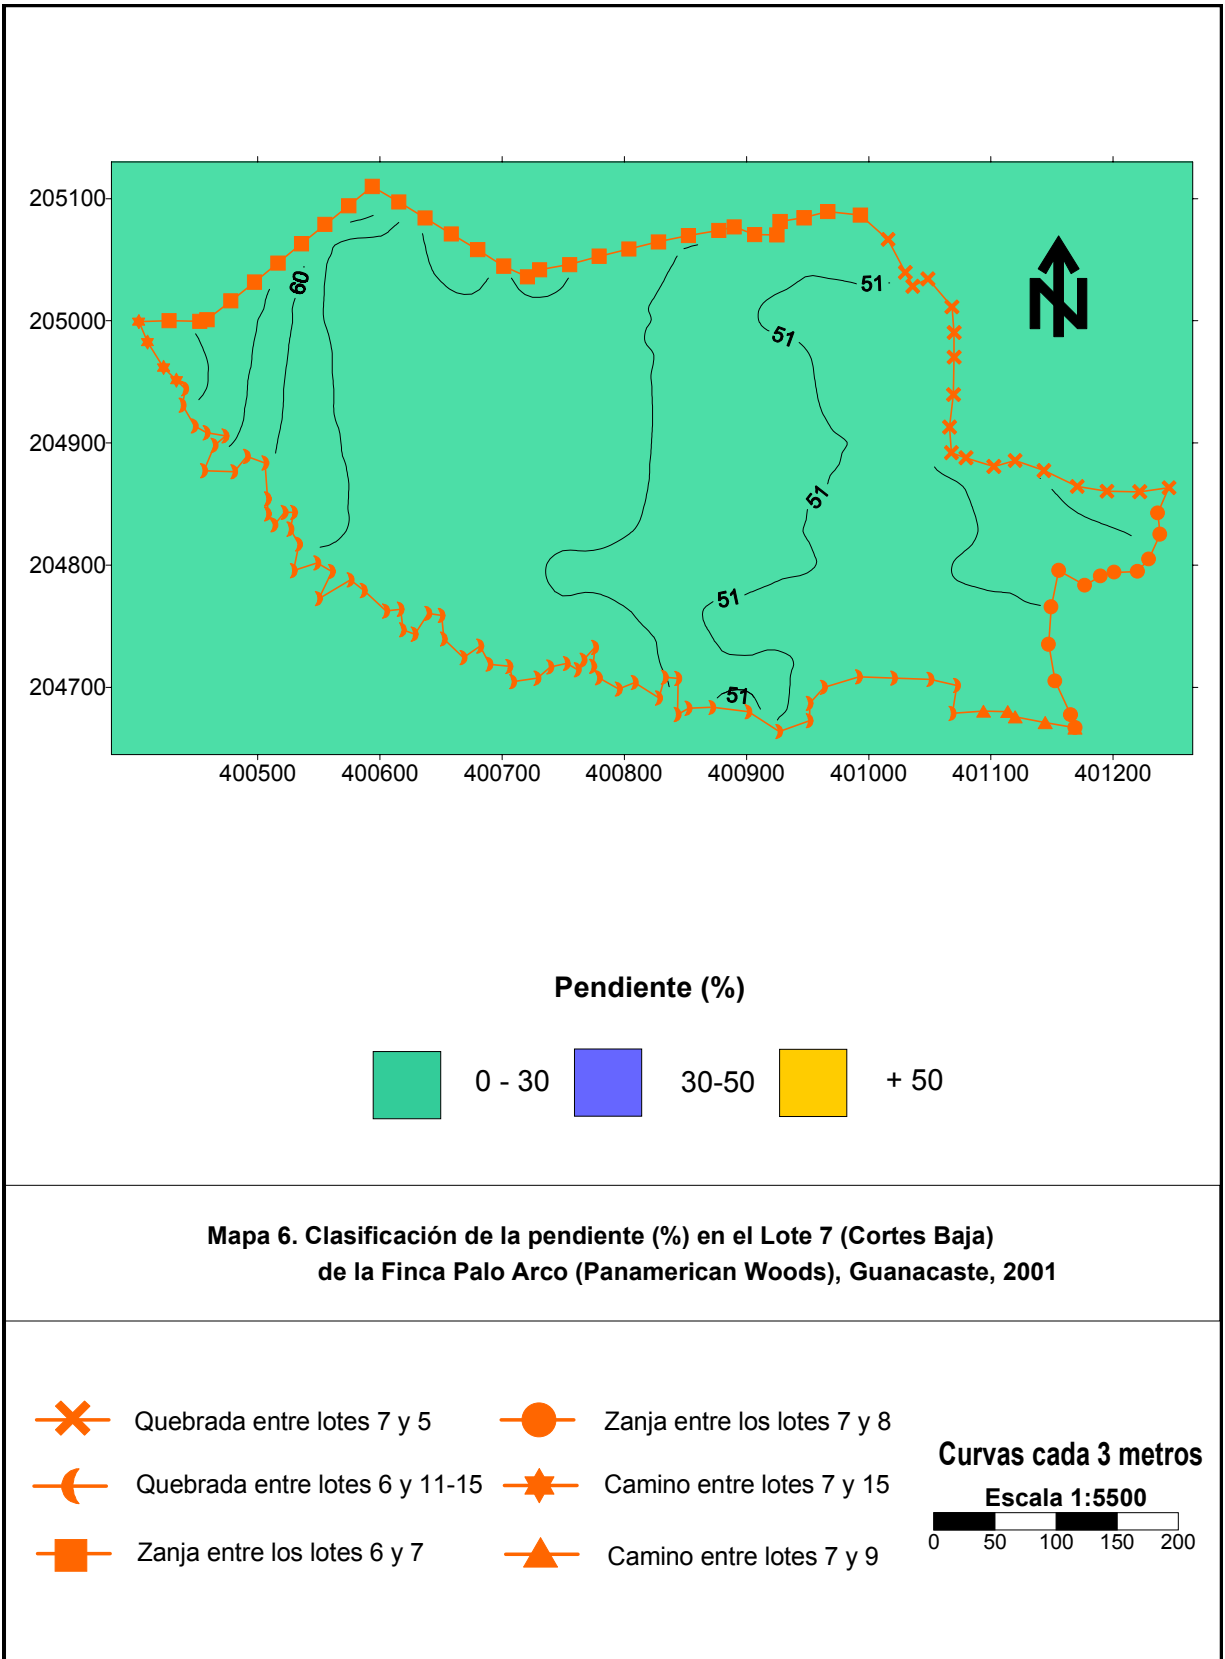 205100
205000
204900
204800
204700
60
51
51
51
51
51
N
400500 400600 400700 400800 400900 401000 401100 401200
Pendiente (%)
0 - 30 30-50 + 50
Mapa 6. Clasificación de la pendiente (%) en el Lote 7 (Cortes Baja)
de la Finca Palo Arco (Panamerican Woods), Guanacaste, 2001
Quebrada entre lotes 7 y 5
Quebrada entre lotes 6 y 11-15
Zanja entre los lotes 6 y 7
Zanja entre los lotes 7 y 8
Camino entre lotes 7 y 15
Camino entre lotes 7 y 9
Curvas cada 3 metros
Escala 1:5500
0 50 100 150 200